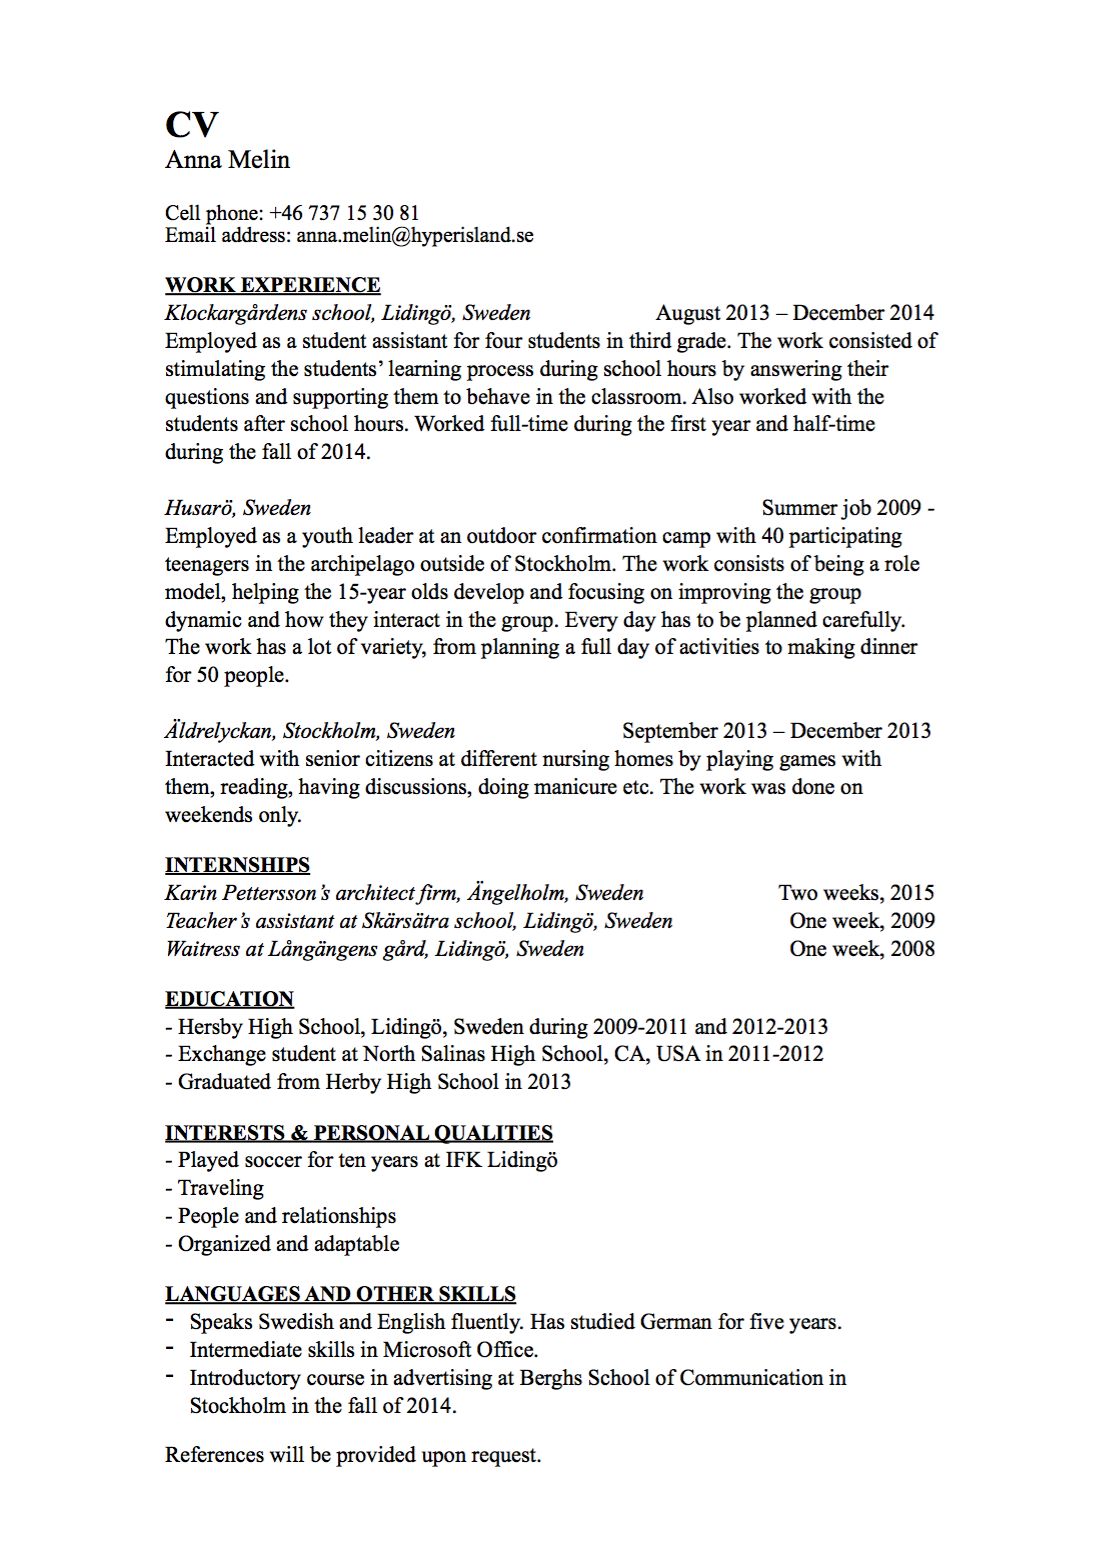 CV
Anna Melin
Cell phone: +46 737 15 30 81
Email address: anna.melin@hyperisland.se
WORK EXPERIENCE
Klockargårdens school, Lidingö, Sweden August 2013 – December 2014
Employed as a student assistant for four students in third grade. The work consisted of
stimulating the students’ learning process during school hours by answering their
questions and supporting them to behave in the classroom. Also worked with the
students after school hours. Worked full-time during the first year and half-time
during the fall of 2014.
Husarö, Sweden Summer job 2009 -
Employed as a youth leader at an outdoor confirmation camp with 40 participating
teenagers in the archipelago outside of Stockholm. The work consists of being a role
model, helping the 15-year olds develop and focusing on improving the group
dynamic and how they interact in the group. Every day has to be planned carefully.
The work has a lot of variety, from planning a full day of activities to making dinner
for 50 people.
Äldrelyckan, Stockholm, Sweden September 2013 – December 2013
Interacted with senior citizens at different nursing homes by playing games with
them, reading, having discussions, doing manicure etc. The work was done on
weekends only.
INTERNSHIPS
Karin Pettersson’s architect firm, Ängelholm, Sweden Two weeks, 2015
Teacher’s assistant at Skärsätra school, Lidingö, Sweden One week, 2009
Waitress at Långängens gård, Lidingö, Sweden One week, 2008
EDUCATION
- Hersby High School, Lidingö, Sweden during 2009-2011 and 2012-2013
- Exchange student at North Salinas High School, CA, USA in 2011-2012
- Graduated from Herby High School in 2013
INTERESTS & PERSONAL QUALITIES
- Played soccer for ten years at IFK Lidingö
- Traveling
- People and relationships
- Organized and adaptable
LANGUAGES AND OTHER SKILLS
- Speaks Swedish and English fluently. Has studied German for five years.
- Intermediate skills in Microsoft Office.
- Introductory course in advertising at Berghs School of Communication in
Stockholm in the fall of 2014.
References will be provided upon request.